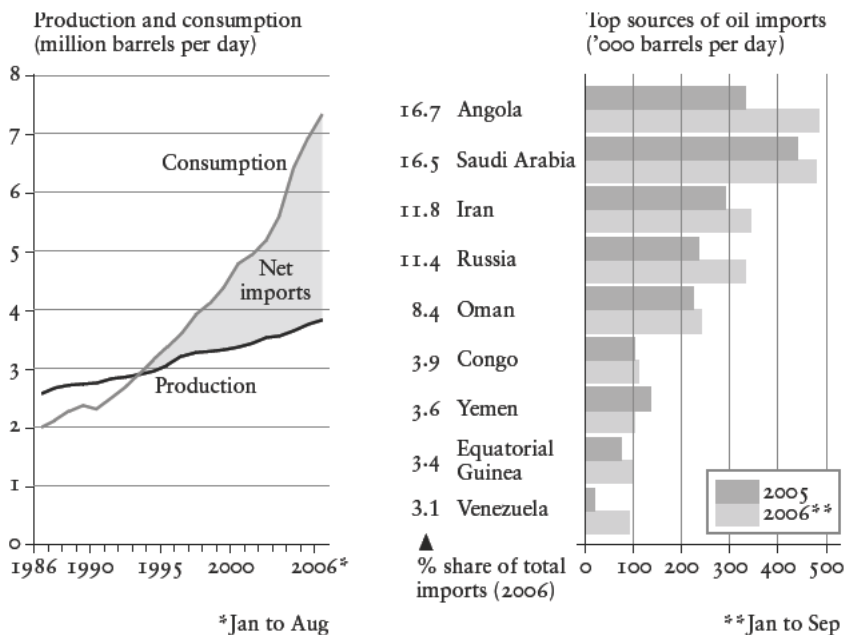 Production and consumption
(million barrels per day)
8
7
6
5
4
3
2
1
0
Consumption
Net
imports
Production
1986 1990 1995 2000 2006*
*Jan to Aug
Top sources of oil imports
('000 barrels per day)
16.7 Angola
16.5 Saudi Arabia
11.8 Iran
11.4 Russia
8.4 Oman
3.9 Congo
3.6 Yemen
3.4 Equatorial
Guinea
3.1 Venezuela
▲
% share of total
imports (2006)
2005
2006**
0 100 200 300 400 500
**Jan to Sep